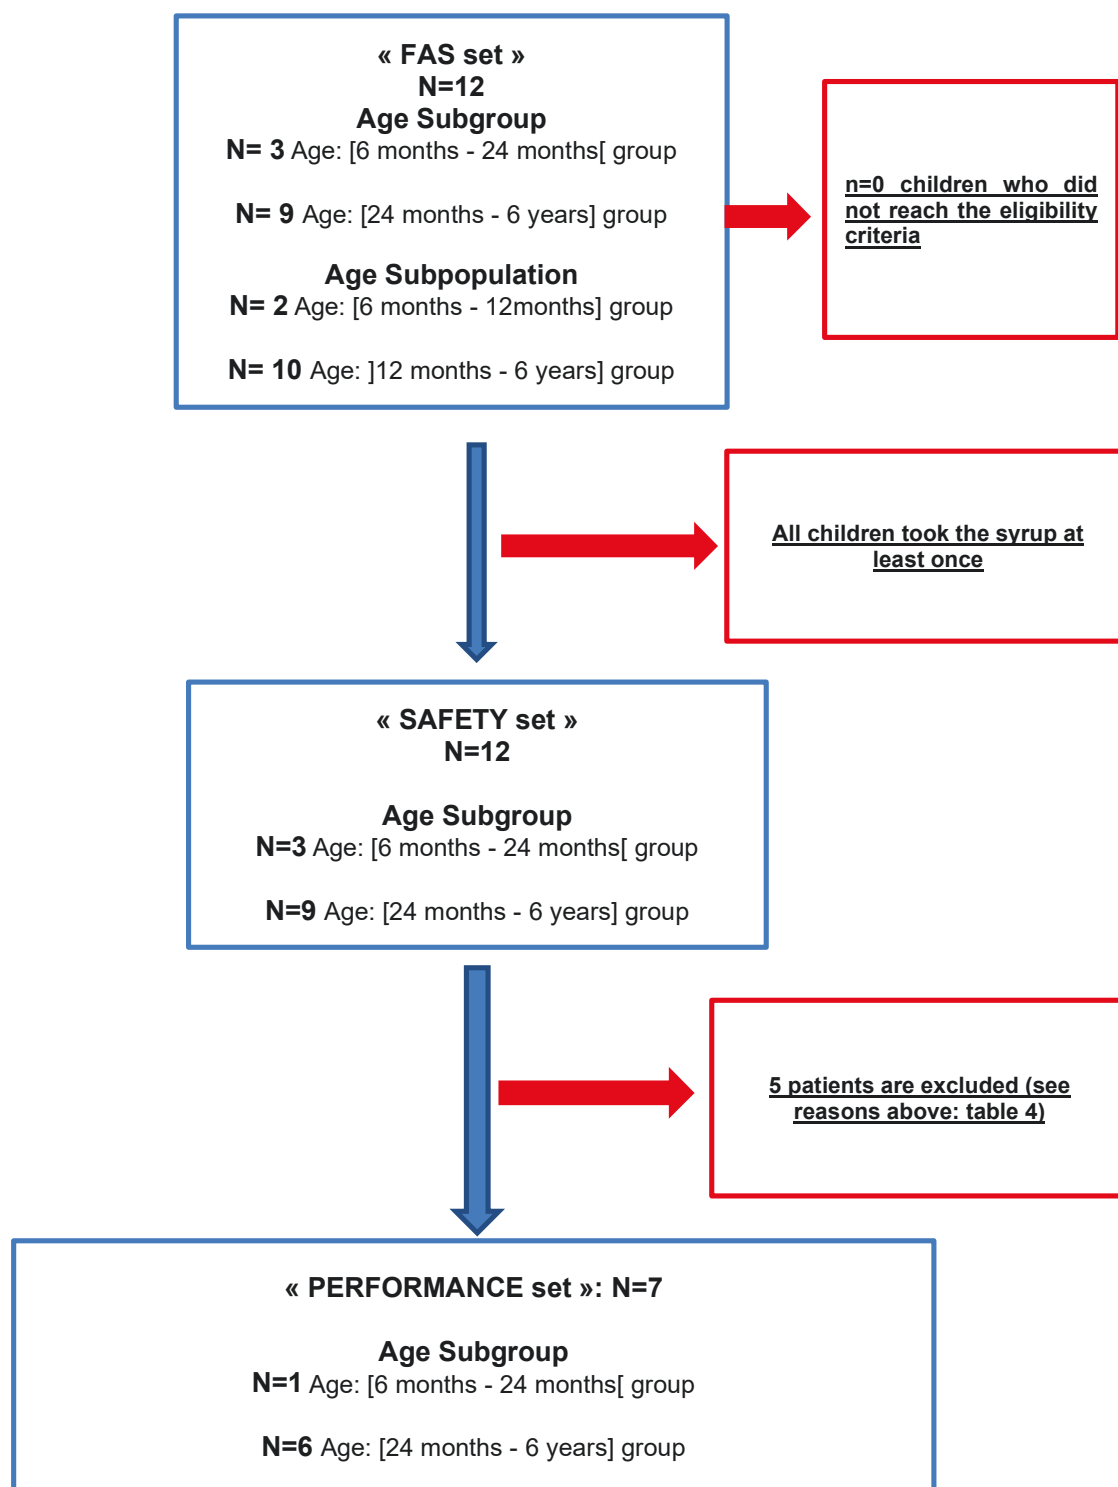 « FAS set »
N=12
Age Subgroup
N= 3 Age: [6 months - 24 months[ group
N= 9 Age: [24 months - 6 years] group
Age Subpopulation
N= 2 Age: [6 months - 12months] group
N= 10 Age: ]12 months - 6 years] group
n=0 children who did
not reach the eligibility
criteria
All children took the syrup at
least once
« SAFETY set »
N=12
Age Subgroup
N=3 Age: [6 months - 24 months[ group
N=9 Age: [24 months - 6 years] group
5 patients are excluded (see
reasons above: table 4)
« PERFORMANCE set »: N=7
Age Subgroup
N=1 Age: [6 months - 24 months[ group
N=6 Age: [24 months - 6 years] group